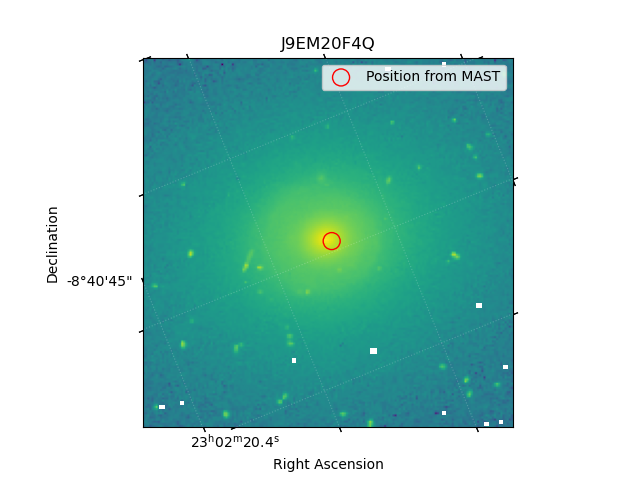 J9EM20F4Q
Position from MAST
Declination
-8°40'45"
23ʰ02ᵐ20.4ˢ
Right Ascension